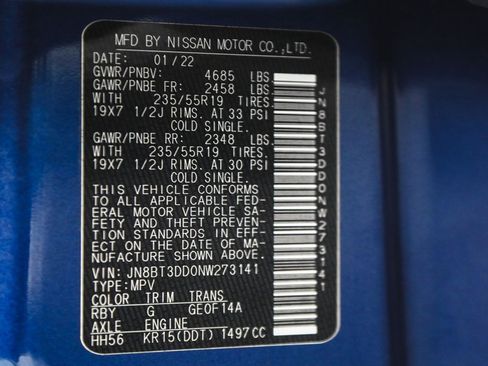 MFD BY NISSAN MOTOR CO.,LTD.
DATE: 01/22
GVWR/PNBV: 4685 LBS
GAWR/PNBE FR: 2458 LBS
WITH 235/55R19 TIRES.
19X7 1/2J RIMS. AT 33 PSI
COLD SINGLE.
GAWR/PNBE RR: 2348 LBS.
WITH 235/55R19 TIRES.
19X7 1/2J RIMS. AT 30 PSI
COLD SINGLE.
THIS VEHICLE CONFORMS
TO ALL APPLICABLE FED-
ERAL MOTOR VEHICLE SA-
FETY AND THEFT PREVEN-
TION STANDARDS IN EFF-
ECT ON THE DATE OF MA-
NUFACTURE SHOWN ABOVE.
VIN: JN8BT3DD0NW273141
TYPE: MPV
COLOR TRIM TRANS
RBY G GE0F14A
AXLE ENGINE
HH56 KR15(DDT) 1497CC
JN8BT3DD0NW273141